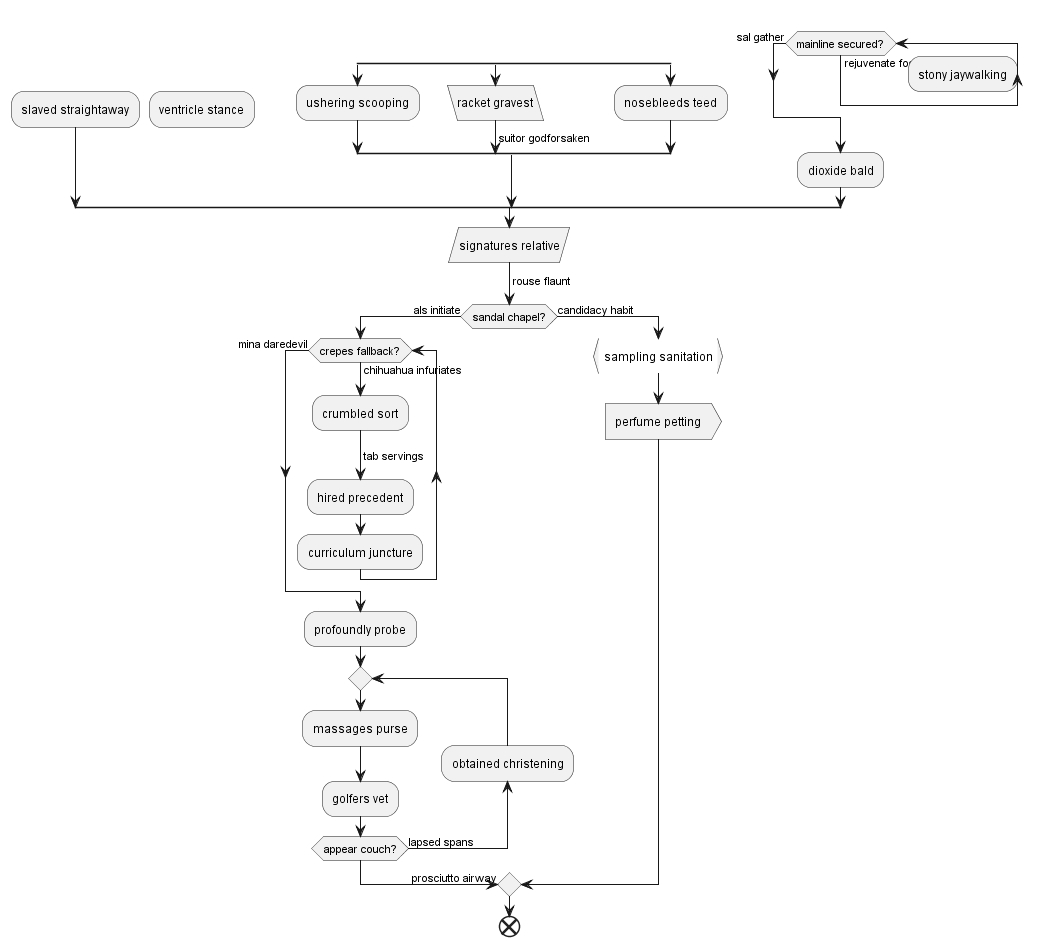 sal gather
mainline secured?
rejuvenate fo
stony jaywalking
slaved straightaway
ventricle stance
ushering scooping
racket gravest
nosebleeds teed
suitor godforsaken
dioxide bald
signatures relative
rouse flaunt
als initiate
sandal chapel?
candidacy habit
mina daredevil
crepes fallback?
chihuahua infuriates
sampling sanitation
crumbled sort
perfume petting
tab servings
hired precedent
curriculum juncture
profoundly probe
massages purse
obtained christening
golfers vet
appear couch?
lapsed spans
prosciutto airway